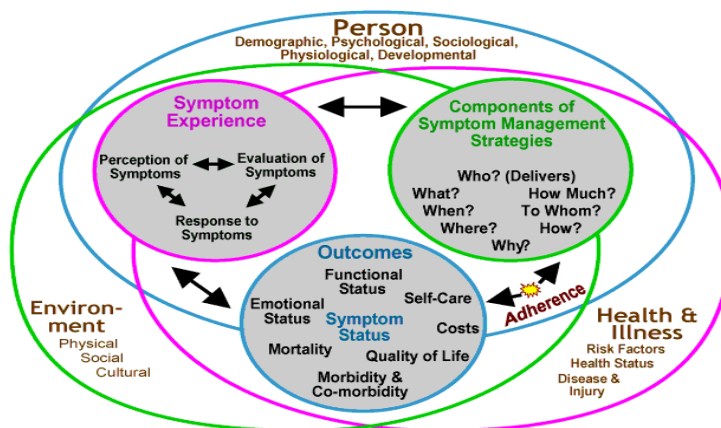 Person
Demographic, Psychological, Sociological,
Physiological, Developmental
Symptom
Experience
Perception of
Symptoms
Evaluation of
Symptoms
Response to
Symptoms
Components of
Symptom Management
Strategies
Who? (Delivers)
What?
How Much?
When?
To Whom?
Where?
How?
Why?
Outcomes
Functional
Status
Emotional
Status
Self-Care
Symptom
Status
Costs
Mortality
Quality of Life
Morbidity &
Co-morbidity
Adherence
Environ-
ment
Physical
Social
Cultural
Health &
Illness
Risk Factors
Health Status
Disease &
Injury